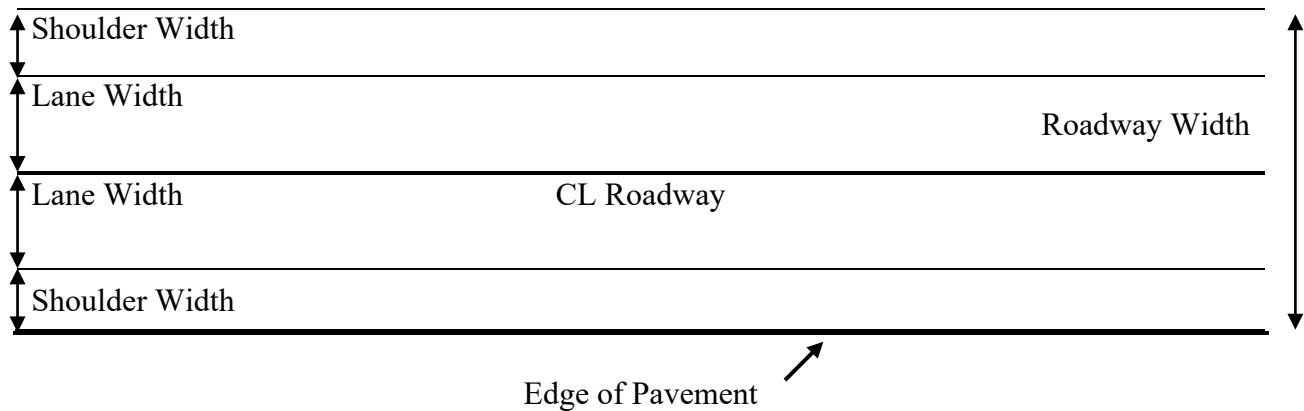 Shoulder Width
Lane Width
Roadway Width
Lane Width
CL Roadway
Shoulder Width
Edge of Pavement